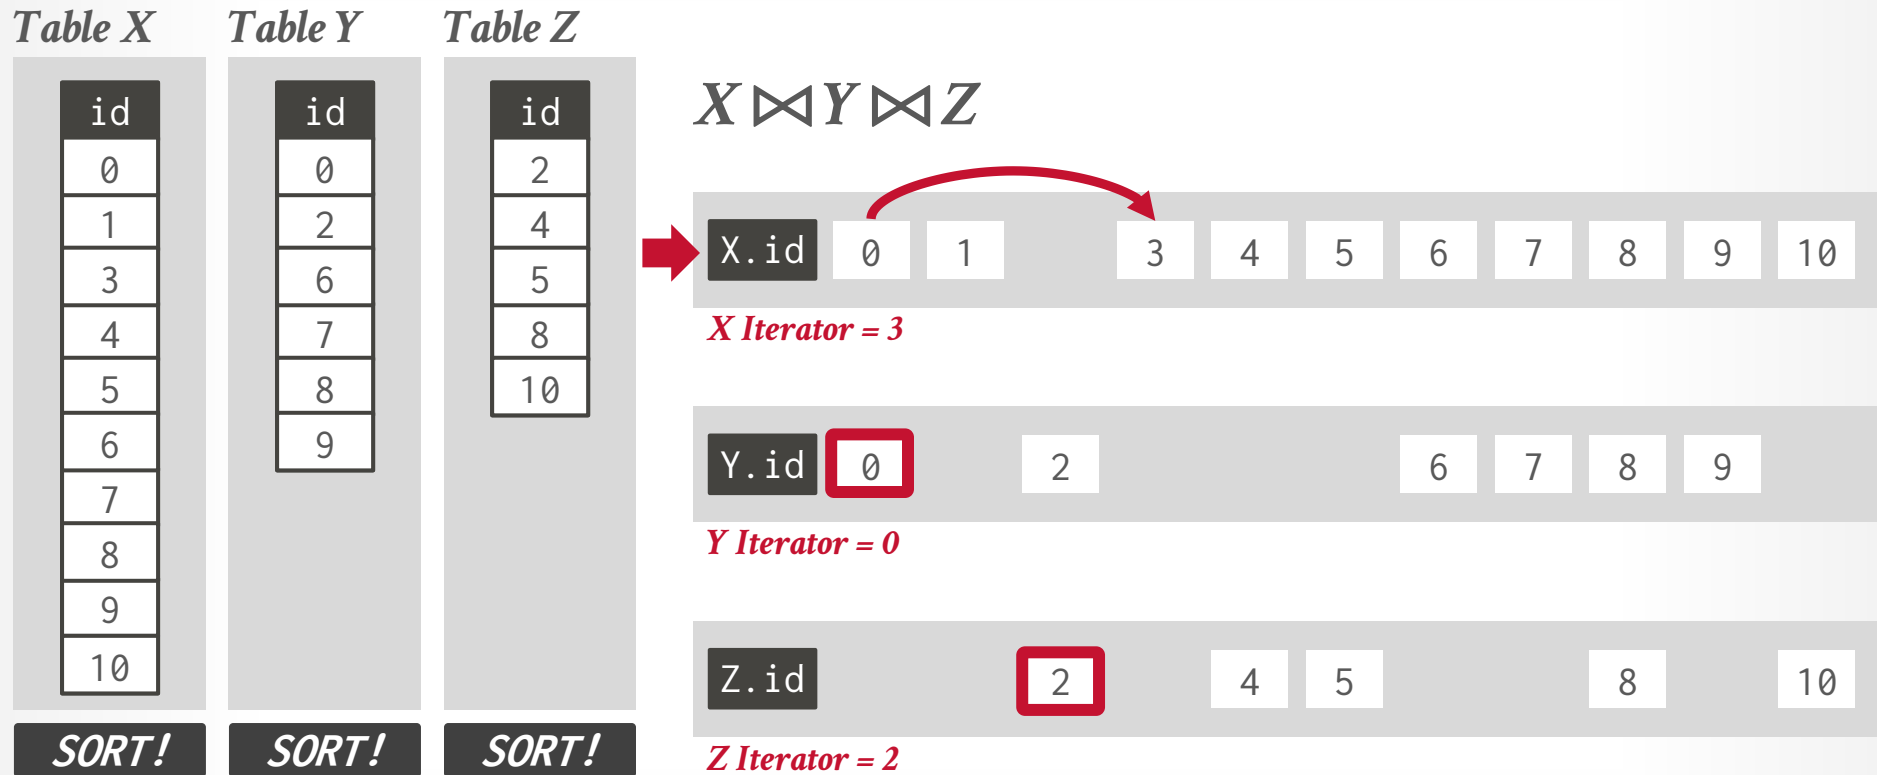 Table X
Table Y
Table Z
id
0
1
3
4
5
6
7
8
9
10
id
0
2
6
7
8
9
id
2
4
5
8
10
SORT!
SORT!
SORT!
X⋈Y⋈Z
X.id 0 1 3 4 5 6 7 8 9 10
X Iterator = 3
Y.id 0 2 6 7 8 9
Y Iterator = 0
Z.id 2 4 5 8 10
Z Iterator = 2